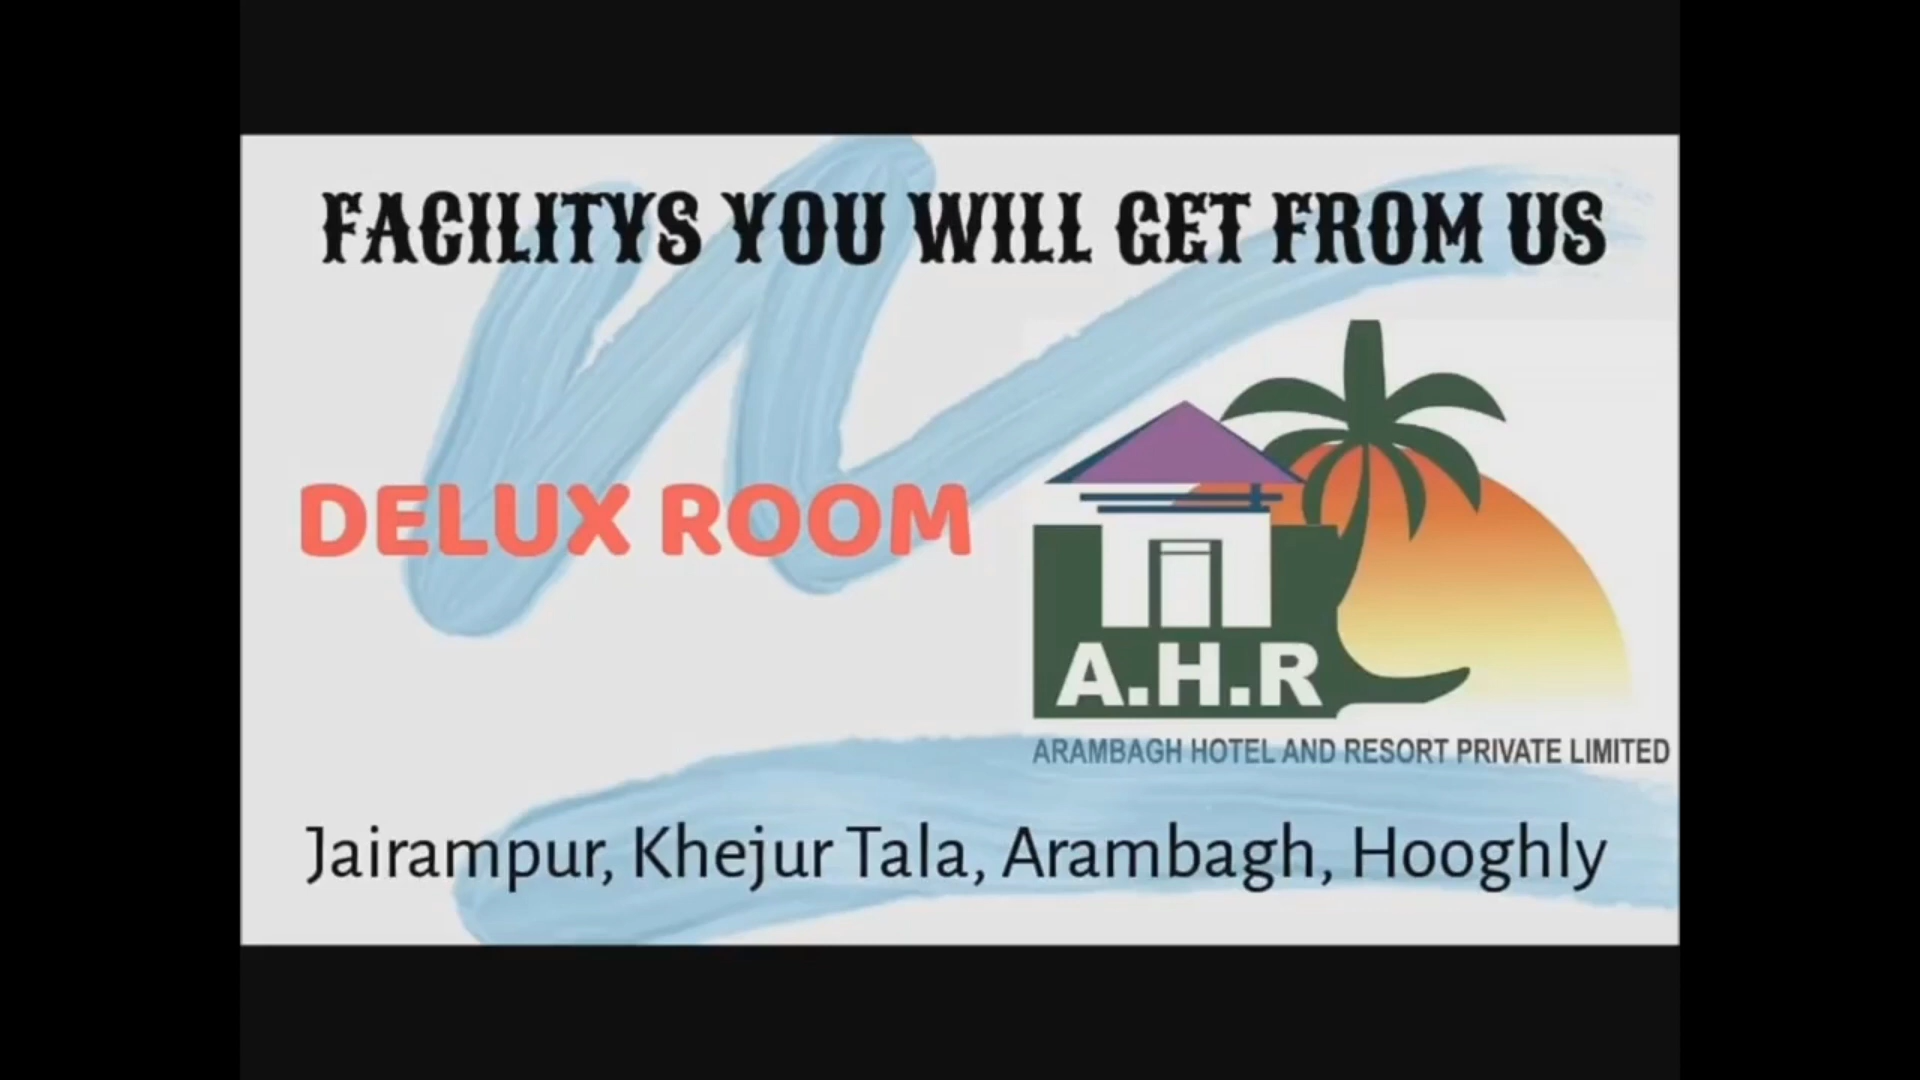 FACILITYS YOU WILL GET FROM US
DELUX ROOM
A.H.R
ARAMBAGH HOTEL AND RESORT PRIVATE LIMITED
Jairampur, Khejur Tala, Arambagh, Hooghly